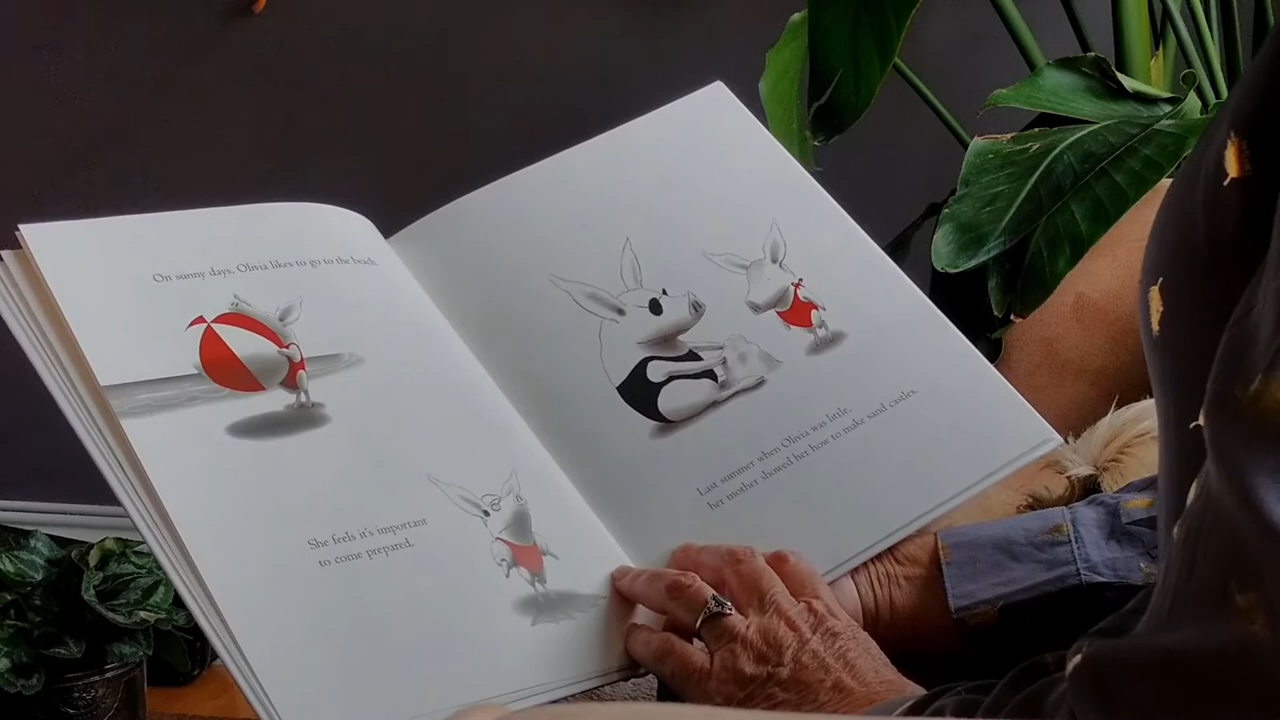 On sunny days, Olivia likes to go to the beach.
She feels it's important
to come prepared.
Last summer when Olivia was little,
her mother showed her how to make sand castles.